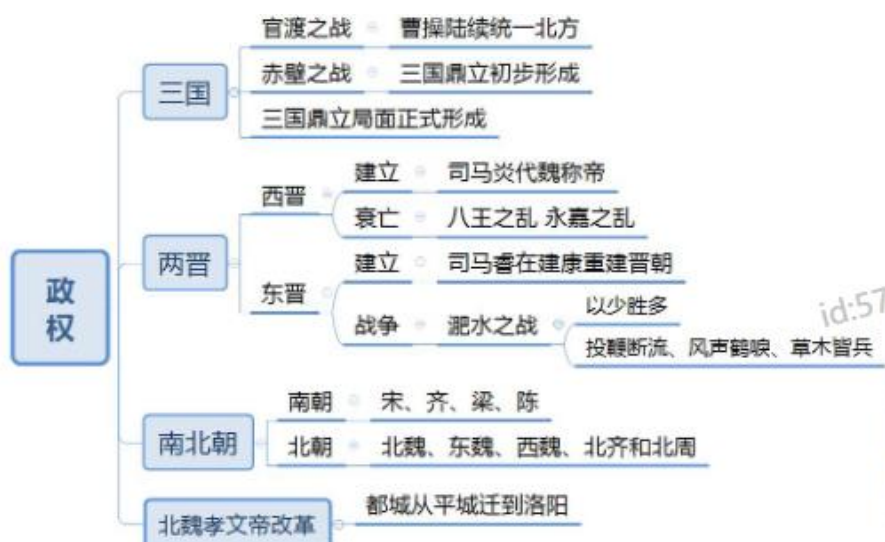 官渡之战 曹操陆续统一北方
三国 赤壁之战 三国鼎立初步形成
三国鼎立局面正式形成
西晋 建立 司马炎代魏称帝
衰亡 八王之乱 永嘉之乱
两晋
东晋 建立 司马睿在建康重建晋朝
战争 淝水之战 以少胜多
投鞭断流、风声鹤唳、草木皆兵
id:57
政权
南北朝 南朝 宋、齐、梁、陈
北朝 北魏、东魏、西魏、北齐和北周
北魏孝文帝改革 都城从平城迁到洛阳